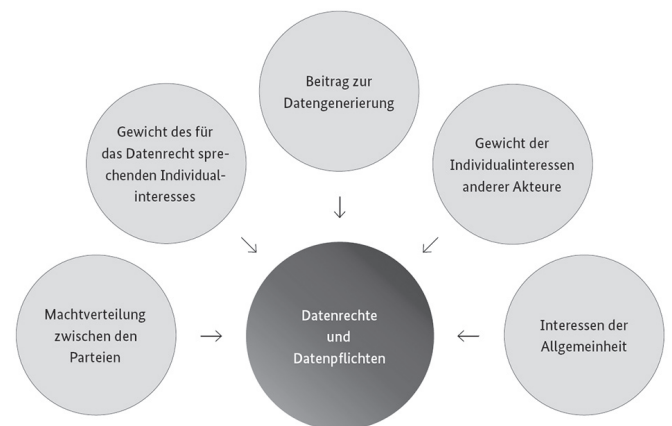 Beitrag zur
Datengenerierung
Gewicht des für
das Datenrecht spre-
chenden Individual-
interesses
Gewicht der
Individualinteressen
anderer Akteure
Machtverteilung
zwischen den
Parteien
Datenrechte
und
Datenpflichten
Interessen der
Allgemeinheit